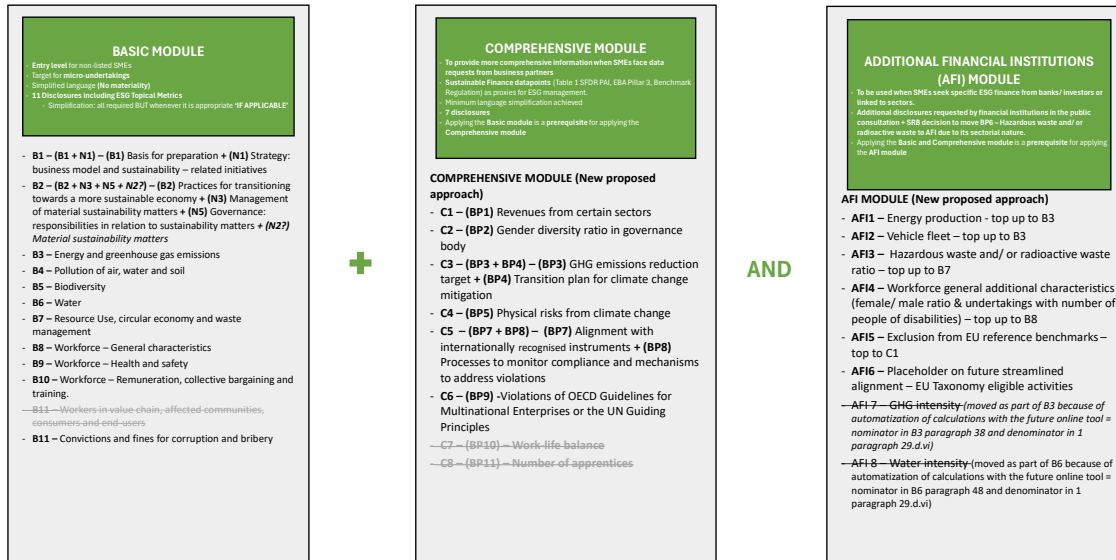 BASIC MODULE
- Entry level for non-listed SMEs
- Target for micro-undertakings
- Simplified language (No materiality)
- 11 Disclosures including ESG Topical Metrics
- Simplification: all required BUT whenever it is appropriate 'IF APPLICABLE'
- B1 – (B1 + N1) – (B1) Basis for preparation + (N1) Strategy:
business model and sustainability – related initiatives
- B2 – (B2 + N3 + N5 + N2?) – (B2) Practices for transitioning
towards a more sustainable economy + (N3) Management
of material sustainability matters + (N5) Governance:
responsibilities in relation to sustainability matters + (N2?)
Material sustainability matters
- B3 – Energy and greenhouse gas emissions
- B4 – Pollution of air, water and soil
- B5 – Biodiversity
- B6 – Water
- B7 – Resource Use, circular economy and waste
management
- B8 – Workforce – General characteristics
- B9 – Workforce – Health and safety
- B10 – Workforce – Remuneration, collective bargaining and
training.
- B11 – Workers in value chain, affected communities,
consumers and end-users
- B11 – Convictions and fines for corruption and bribery
+
COMPREHENSIVE MODULE
- To provide more comprehensive information when SMEs face data
requests from business partners
- Sustainable Finance datapoints (Table 1 SFDR PAI, EBA Pillar 3, Benchmark
Regulation) as proxies for ESG management.
- Minimum language simplification achieved
- 7 disclosures
- Applying the Basic module is a prerequisite for applying the
Comprehensive module
COMPREHENSIVE MODULE (New proposed
approach)
- C1 – (BP1) Revenues from certain sectors
- C2 – (BP2) Gender diversity ratio in governance
body
- C3 – (BP3 + BP4) – (BP3) GHG emissions reduction
target + (BP4) Transition plan for climate change
mitigation
- C4 – (BP5) Physical risks from climate change
- C5 – (BP7 + BP8) – (BP7) Alignment with
internationally recognised instruments + (BP8)
Processes to monitor compliance and mechanisms
to address violations
- C6 – (BP9) -Violations of OECD Guidelines for
Multinational Enterprises or the UN Guiding
Principles
- C7 – (BP10) – Work-life balance
- C8 – (BP11) – Number of apprentices
AND
ADDITIONAL FINANCIAL INSTITUTIONS
(AFI) MODULE
- To be used when SMEs seek specific ESG finance from banks/ investors or
linked to sectors.
- Additional disclosures requested by financial institutions in the public
consultation + SRB decision to move BP6 – Hazardous waste and/ or
radioactive waste to AFI due to its sectorial nature.
- Applying the Basic and Comprehensive module is a prerequisite for applying
the AFI module
AFI MODULE (New proposed approach)
- AFI1 – Energy production - top up to B3
- AFI2 – Vehicle fleet – top up to B3
- AFI3 – Hazardous waste and/ or radioactive waste
ratio – top up to B7
- AFI4 – Workforce general additional characteristics
(female/ male ratio & undertakings with number of
people of disabilities) – top up to B8
- AFI5 – Exclusion from EU reference benchmarks –
top to C1
- AFI6 – Placeholder on future streamlined
alignment – EU Taxonomy eligible activities
- AFI 7 – GHG intensity (moved as part of B3 because of
automatization of calculations with the future online tool =
nominator in B3 paragraph 38 and denominator in 1
paragraph 29.d.vi)
- AFI 8 – Water intensity (moved as part of B6 because of
automatization of calculations with the future online tool =
nominator in B6 paragraph 48 and denominator in 1
paragraph 29.d.vi)